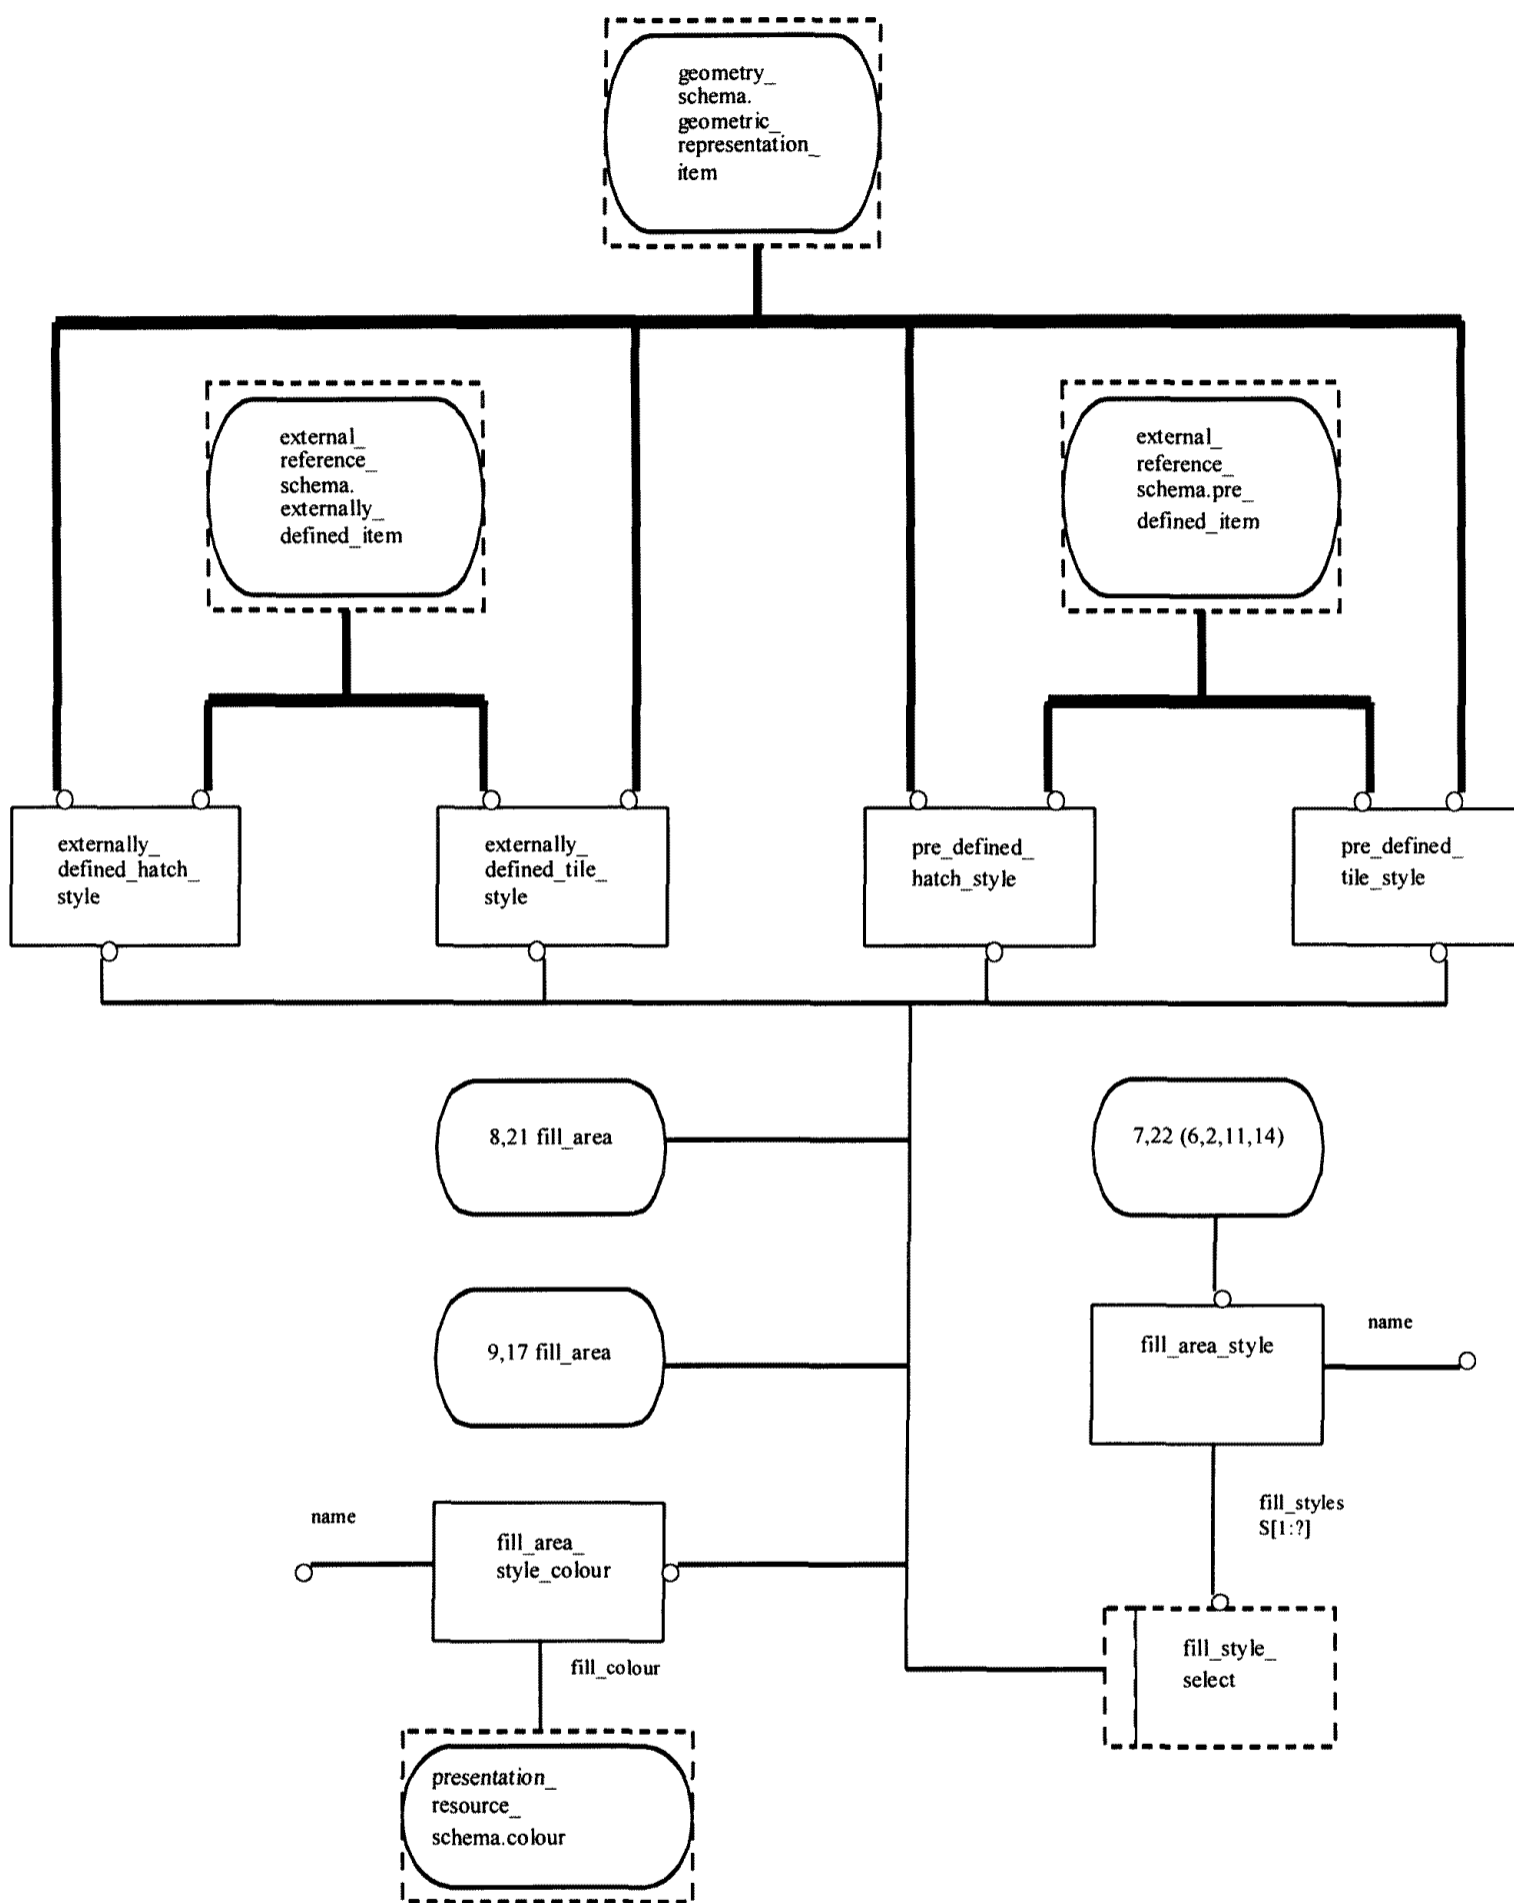 geometry_
schema.
geometric_
representation_
item
external_
reference_
schema.
externally_
defined_item
external_
reference_
schema.pre_
defined_item
externally_
defined_hatch_
style
externally_
defined_tile_
style
pre_defined_
hatch_style
pre_defined_
tile_style
8,21 fill_area
7,22 (6,2,11,14)
9,17 fill_area
fill_area_style
name
name
fill_area_
style_colour
fill_styles
S[1:?]
fill_colour
fill_style_
select
presentation_
resource_
schema.colour